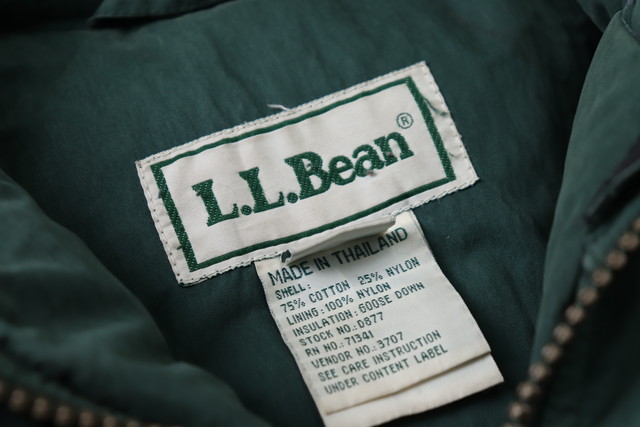 L.L.Bean®
MADE IN THAILAND
SHELL:
75% COTTON 25% NYLON
LINING:100% NYLON
INSULATION:GOOSE DOWN
STOCK NO.:D877
RN NO.:71341
VENDOR NO.:3707
SEE CARE INSTRUCTION
UNDER CONTENT LABEL